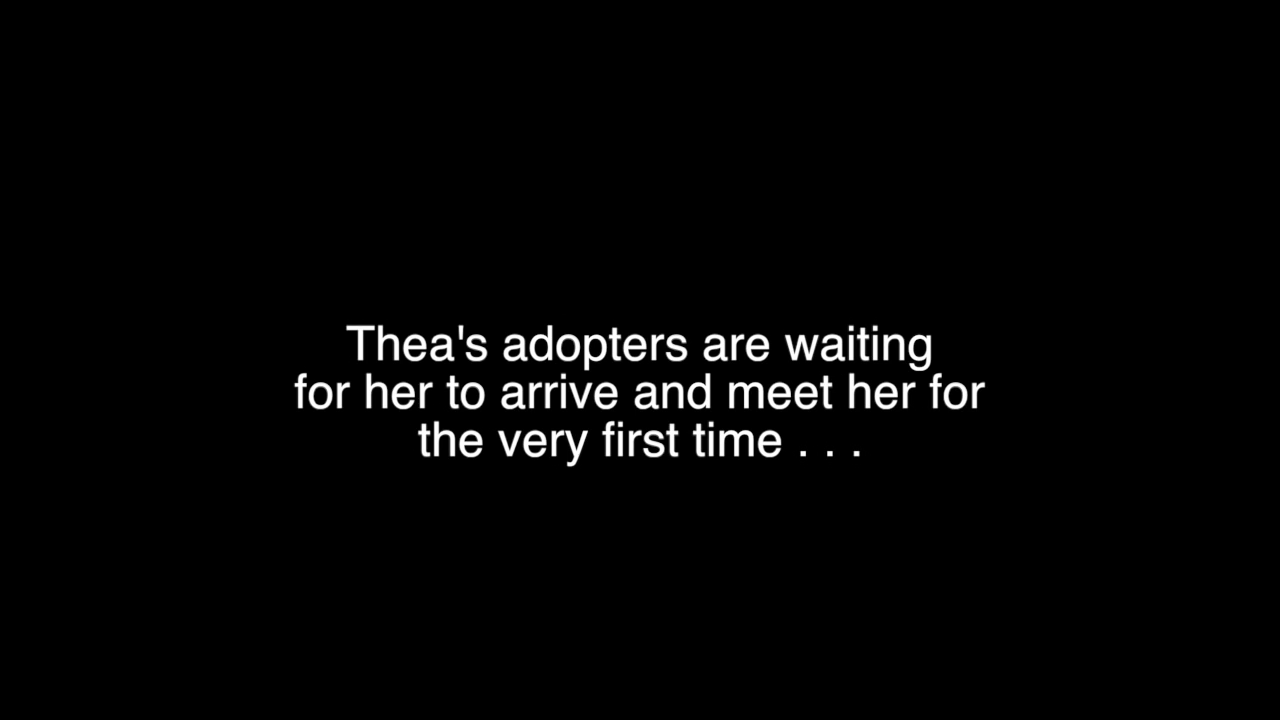 Thea's adopters are waiting
for her to arrive and meet her for
the very first time . . .